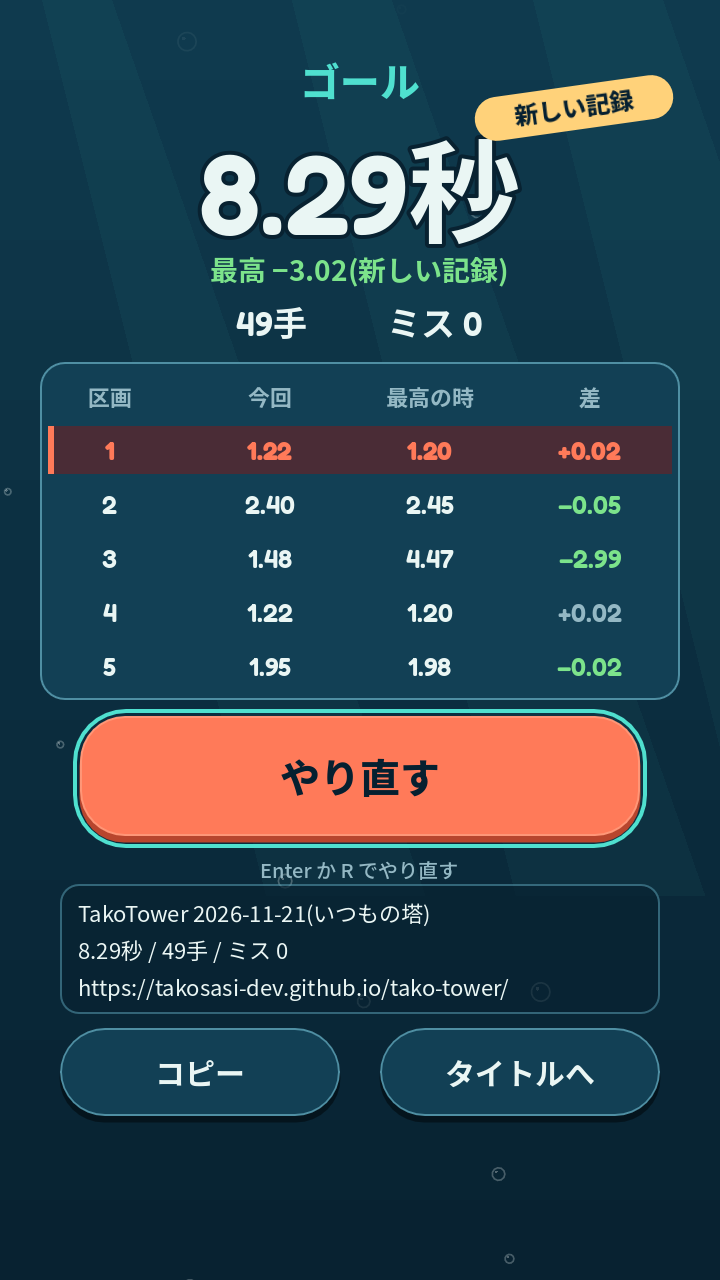 ゴール
新しい記録
8.29秒
最高 −3.02(新しい記録)
49手 ミス 0
区画 今回 最高の時 差
1 1.22 1.20 +0.02
2 2.40 2.45 −0.05
3 1.48 4.47 −2.99
4 1.22 1.20 +0.02
5 1.95 1.98 −0.02
やり直す
Enter か R でやり直す
TakoTower 2026-11-21(いつもの塔)
8.29秒 / 49手 / ミス 0
https://takosasi-dev.github.io/tako-tower/
コピー タイトルへ